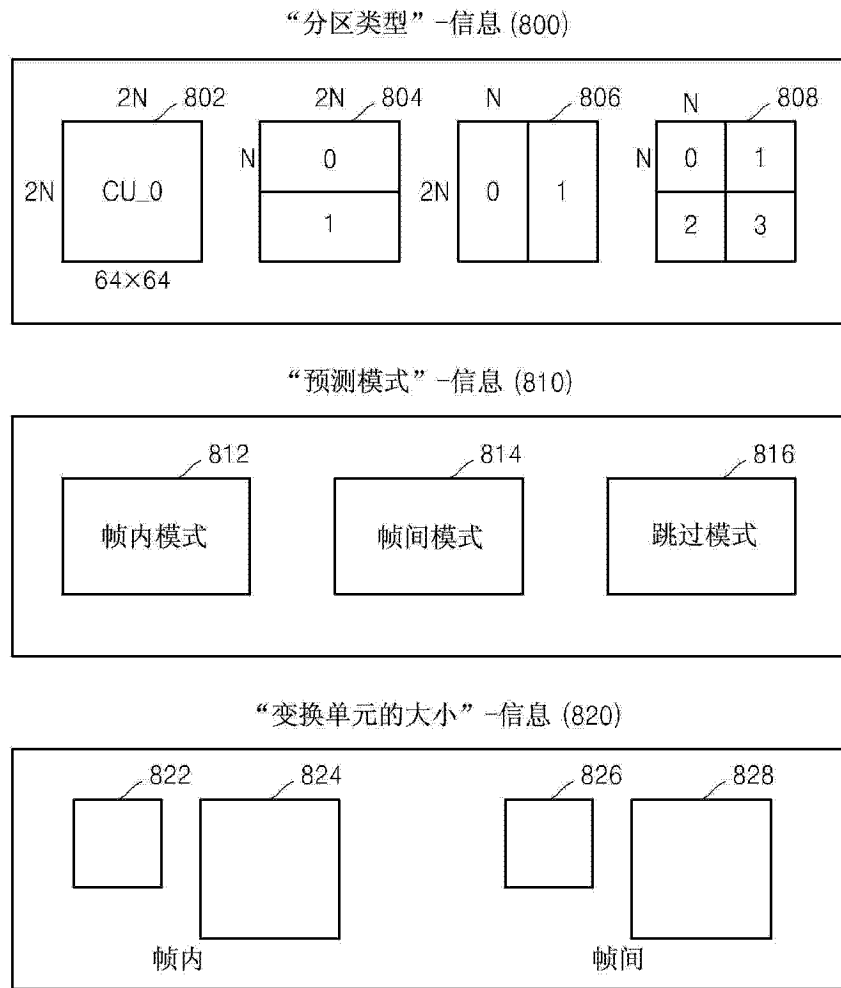 “分区类型”-信息 (800)
2N 802 2N 804 N 806 N 808
N 0 N 0 1
2N CU_0 2N 0 1
1 2 3
64×64
“预测模式”-信息 (810)
812 814 816
帧内模式 帧间模式 跳过模式
“变换单元的大小”-信息 (820)
822 824 826 828
帧内 帧间